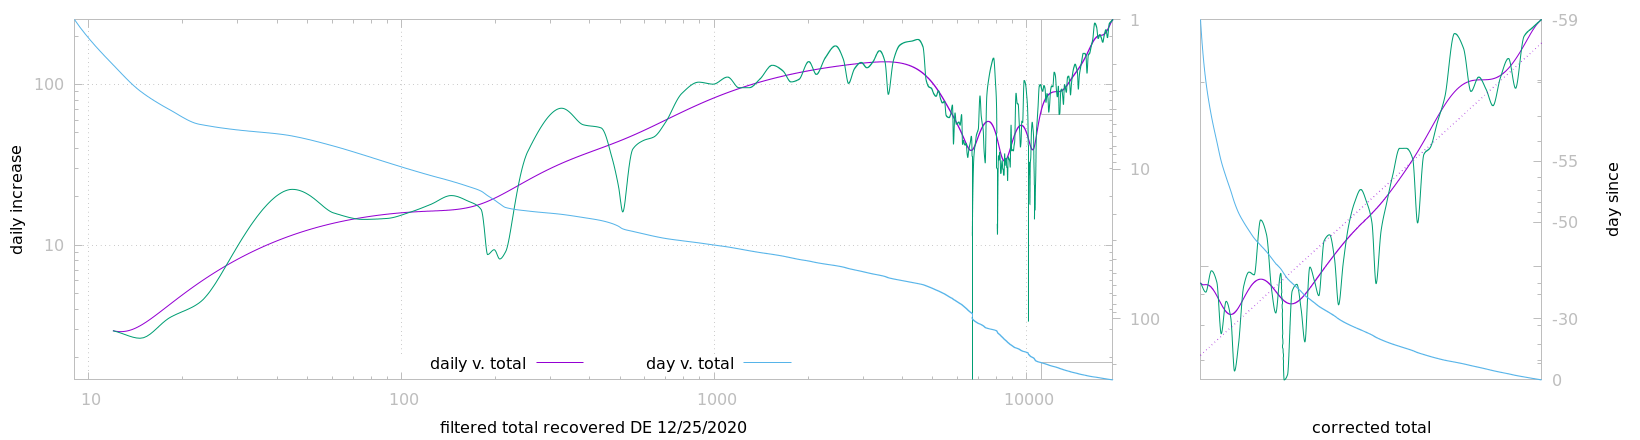 1
-59
100
10
-55
-50
10
100
-30
0
daily increase
day since
daily v. total
day v. total
10
100
1000
10000
filtered total recovered DE 12/25/2020
corrected total